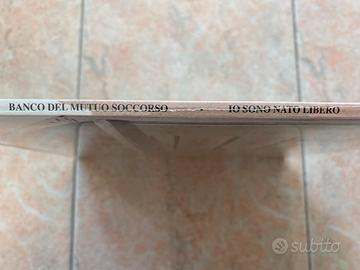 BANCO DEL MUTUO SOCCORSO - IO SONO NATO LIBERO
subito